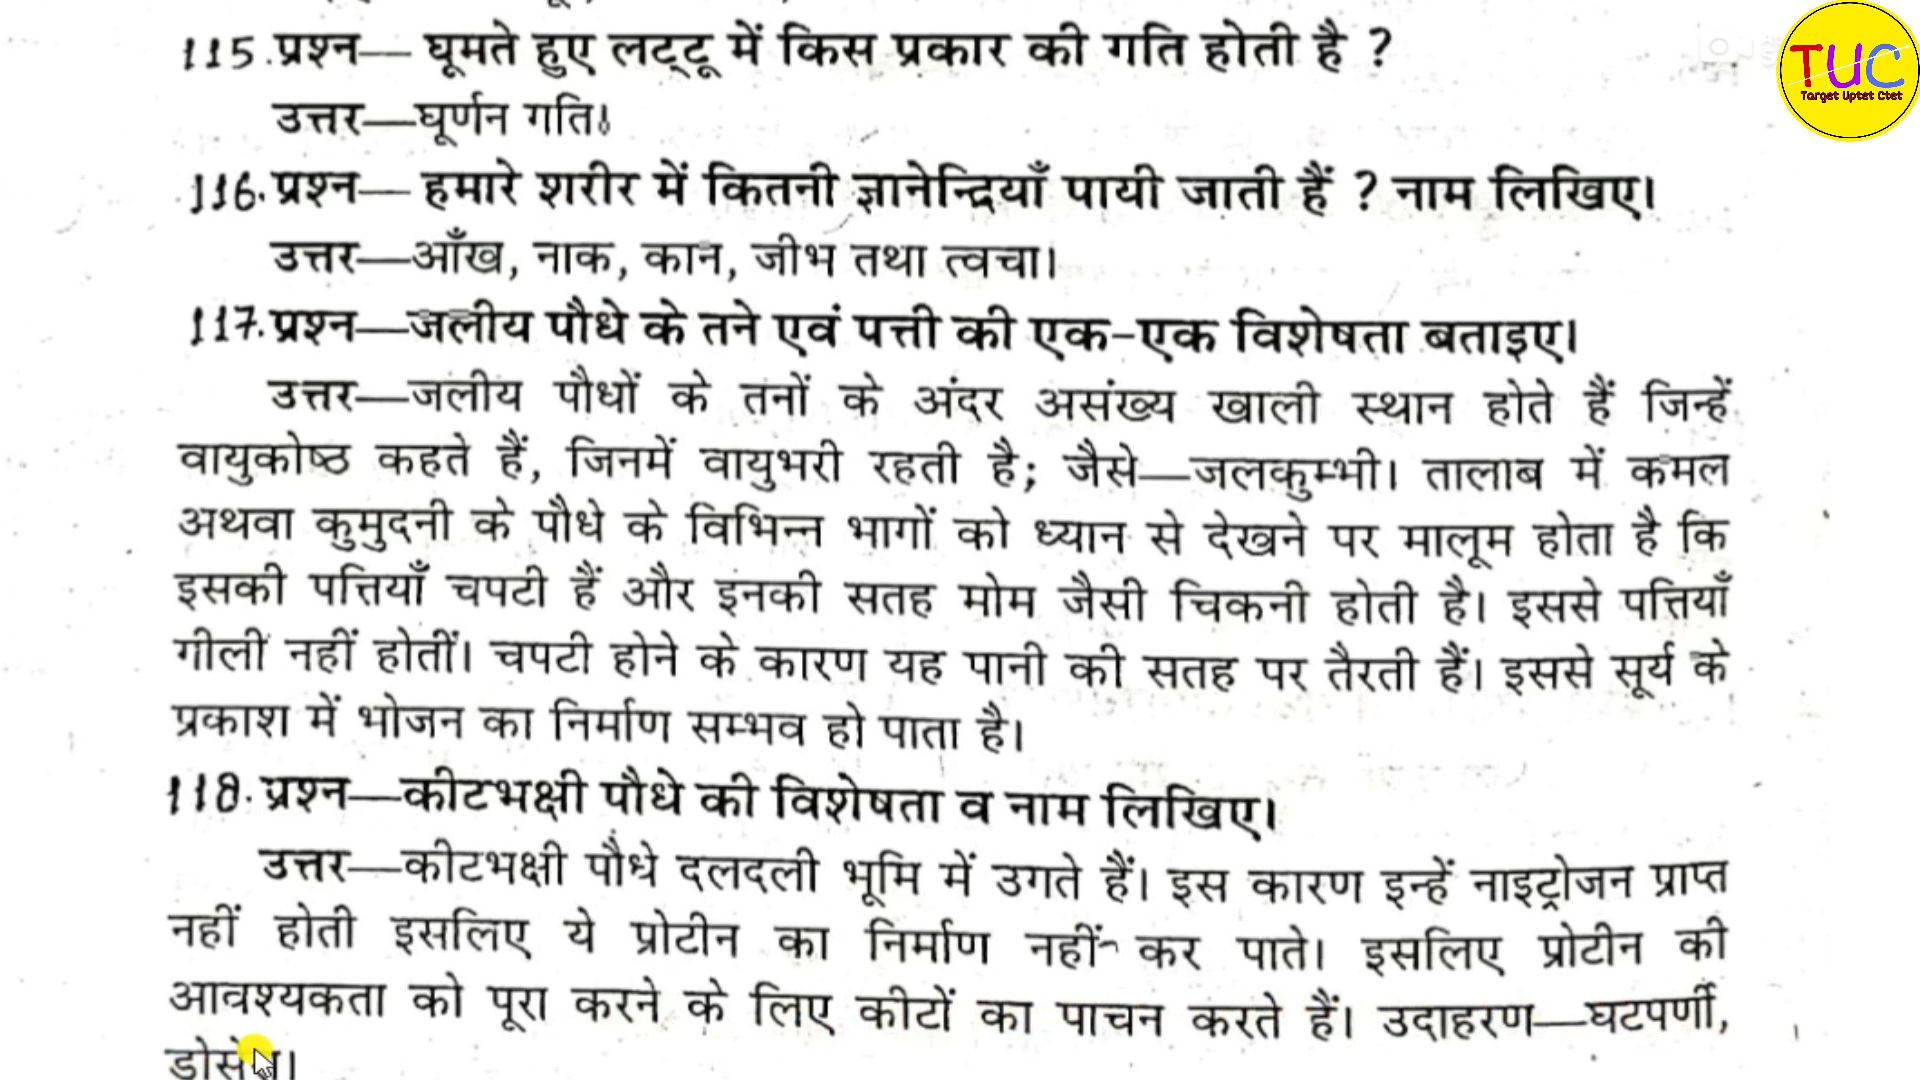 115. प्रश्न— घूमते हुए लट्टू में किस प्रकार की गति होती है ?
TUC
Target Uptet Ctet
उत्तर—घूर्णन गति।
116. प्रश्न— हमारे शरीर में कितनी ज्ञानेन्द्रियाँ पायी जाती हैं ? नाम लिखिए।
उत्तर—आँख, नाक, कान, जीभ तथा त्वचा।
117. प्रश्न—जलीय पौधे के तने एवं पत्ती की एक-एक विशेषता बताइए।
उत्तर—जलीय पौधों के तनों के अंदर असंख्य खाली स्थान होते हैं जिन्हें
वायुकोष्ठ कहते हैं, जिनमें वायुभरी रहती है; जैसे—जलकुम्भी। तालाब में कमल
अथवा कुमुदनी के पौधे के विभिन्न भागों को ध्यान से देखने पर मालूम होता है कि
इसकी पत्तियाँ चपटी हैं और इनकी सतह मोम जैसी चिकनी होती है। इससे पत्तियाँ
गीली नहीं होतीं। चपटी होने के कारण यह पानी की सतह पर तैरती हैं। इससे सूर्य के
प्रकाश में भोजन का निर्माण सम्भव हो पाता है।
118. प्रश्न—कीटभक्षी पौधे की विशेषता व नाम लिखिए।
उत्तर—कीटभक्षी पौधे दलदली भूमि में उगते हैं। इस कारण इन्हें नाइट्रोजन प्राप्त
नहीं होती इसलिए ये प्रोटीन का निर्माण नहीं कर पाते। इसलिए प्रोटीन की
आवश्यकता को पूरा करने के लिए कीटों का पाचन करते हैं। उदाहरण—घटपर्णी,